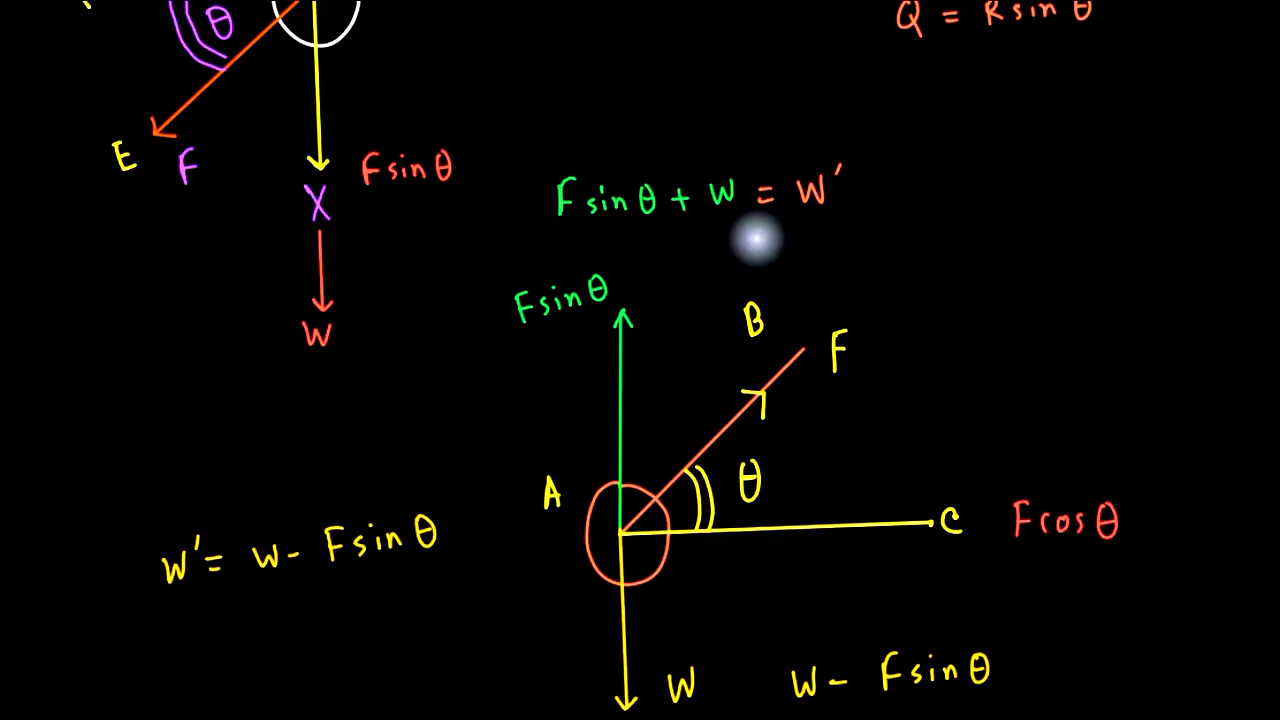 θ
Q = R sin θ
E
F
F sin θ
X
F sin θ + W = W′
W
F sin θ
B
F
A
θ
C
F cos θ
W′ = W - F sin θ
W
W - F sin θ